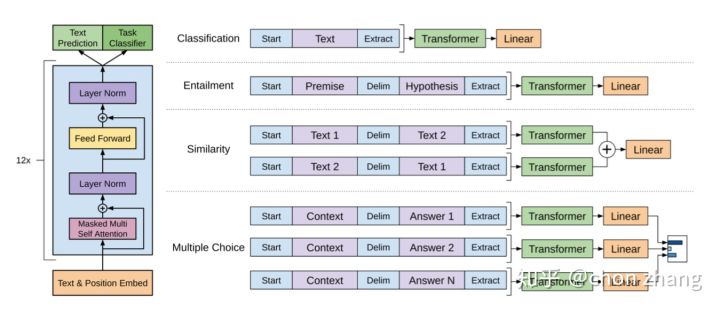 Text Prediction
Task Classifier
12x
Layer Norm
Feed Forward
Layer Norm
Masked Multi Self Attention
Text & Position Embed
Classification Start Text Extract Transformer Linear
Entailment Start Premise Delim Hypothesis Extract Transformer Linear
Similarity
Start Text 1 Delim Text 2 Extract Transformer
Start Text 2 Delim Text 1 Extract Transformer
Linear
Multiple Choice
Start Context Delim Answer 1 Extract Transformer Linear
Start Context Delim Answer 2 Extract Transformer Linear
Start Context Delim Answer N Extract Transformer Linear
知乎 @chon zhang